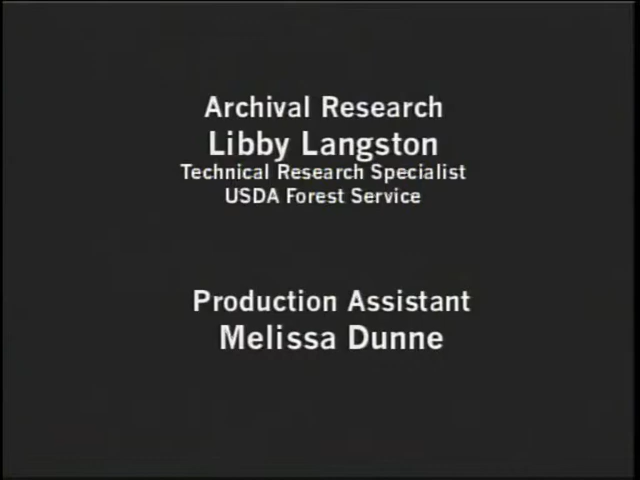 Archival Research
Libby Langston
Technical Research Specialist
USDA Forest Service
Production Assistant
Melissa Dunne